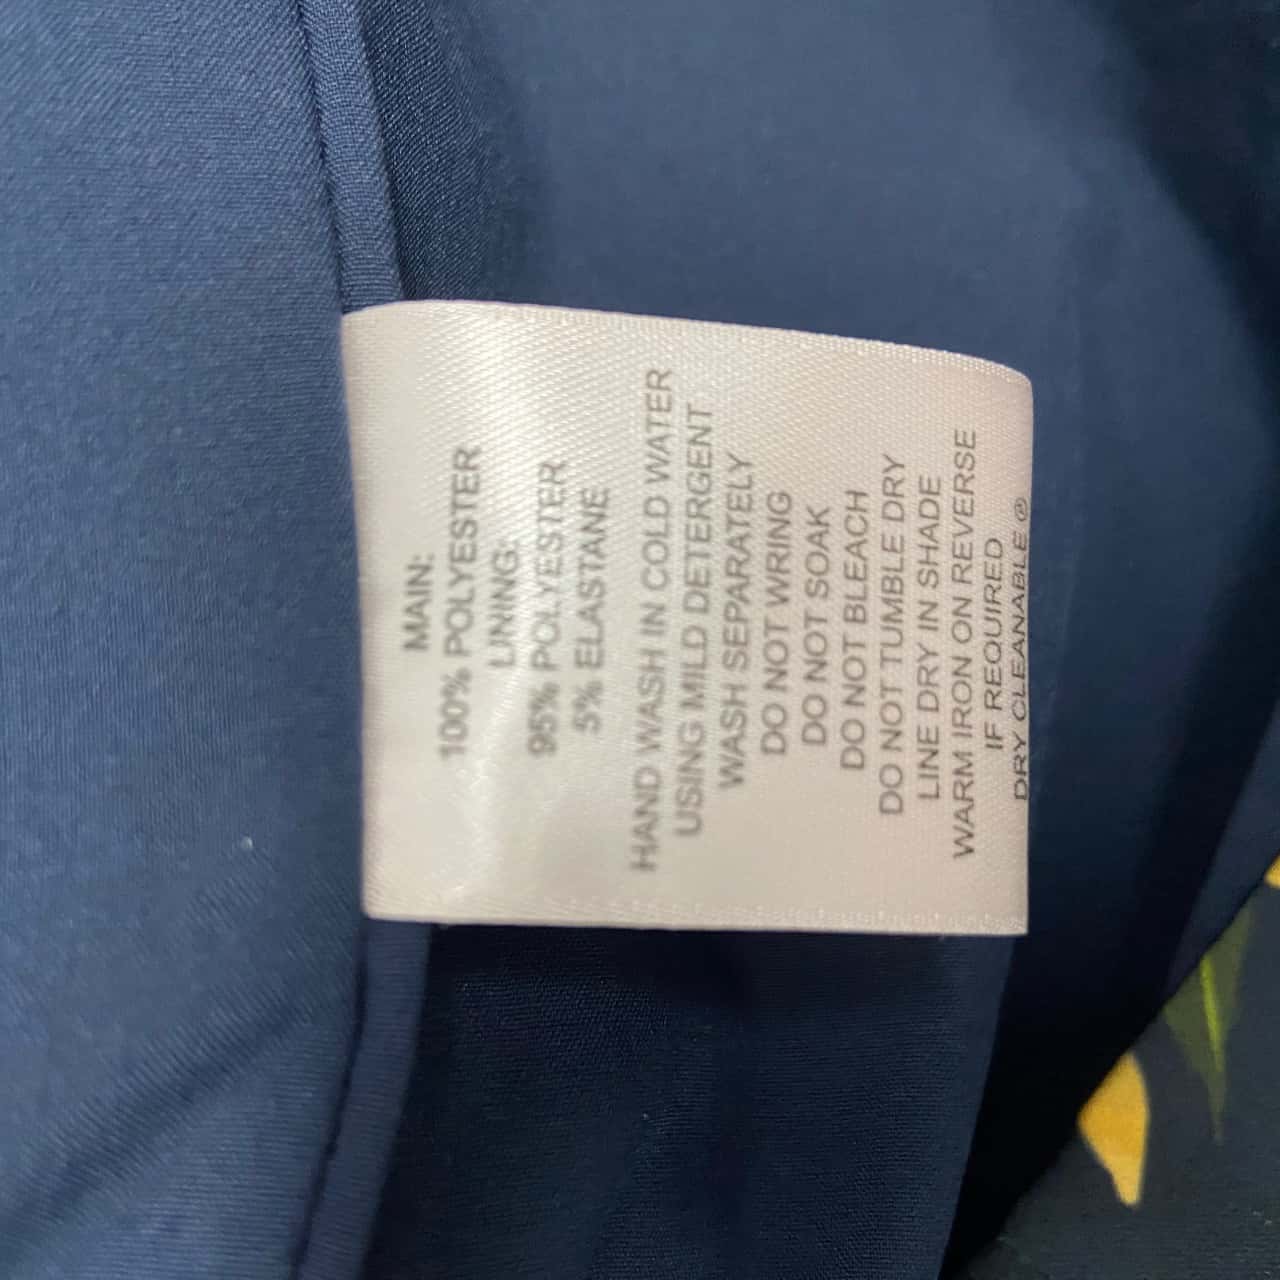 MAIN:
100% POLYESTER
LINING:
95% POLYESTER
5% ELASTANE
HAND WASH IN COLD WATER
USING MILD DETERGENT
WASH SEPARATELY
DO NOT WRING
DO NOT SOAK
DO NOT BLEACH
DO NOT TUMBLE DRY
LINE DRY IN SHADE
WARM IRON ON REVERSE
IF REQUIRED
DRY CLEANABLE Ⓟ